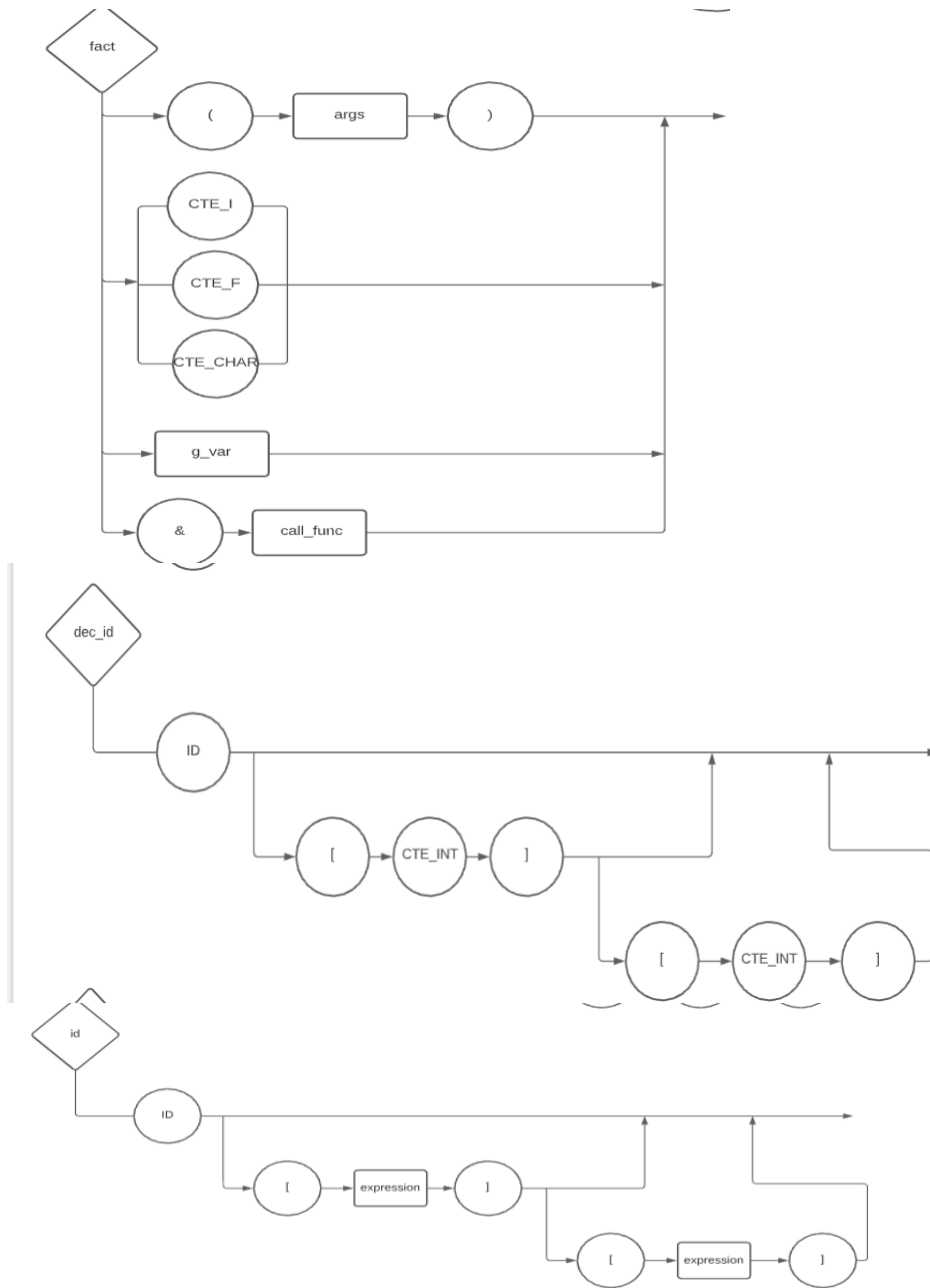 fact
( args )
CTE_I
CTE_F
CTE_CHAR
g_var
& call_func
dec_id
ID
[ CTE_INT ]
[ CTE_INT ]
id
ID
[ expression ]
[ expression ]